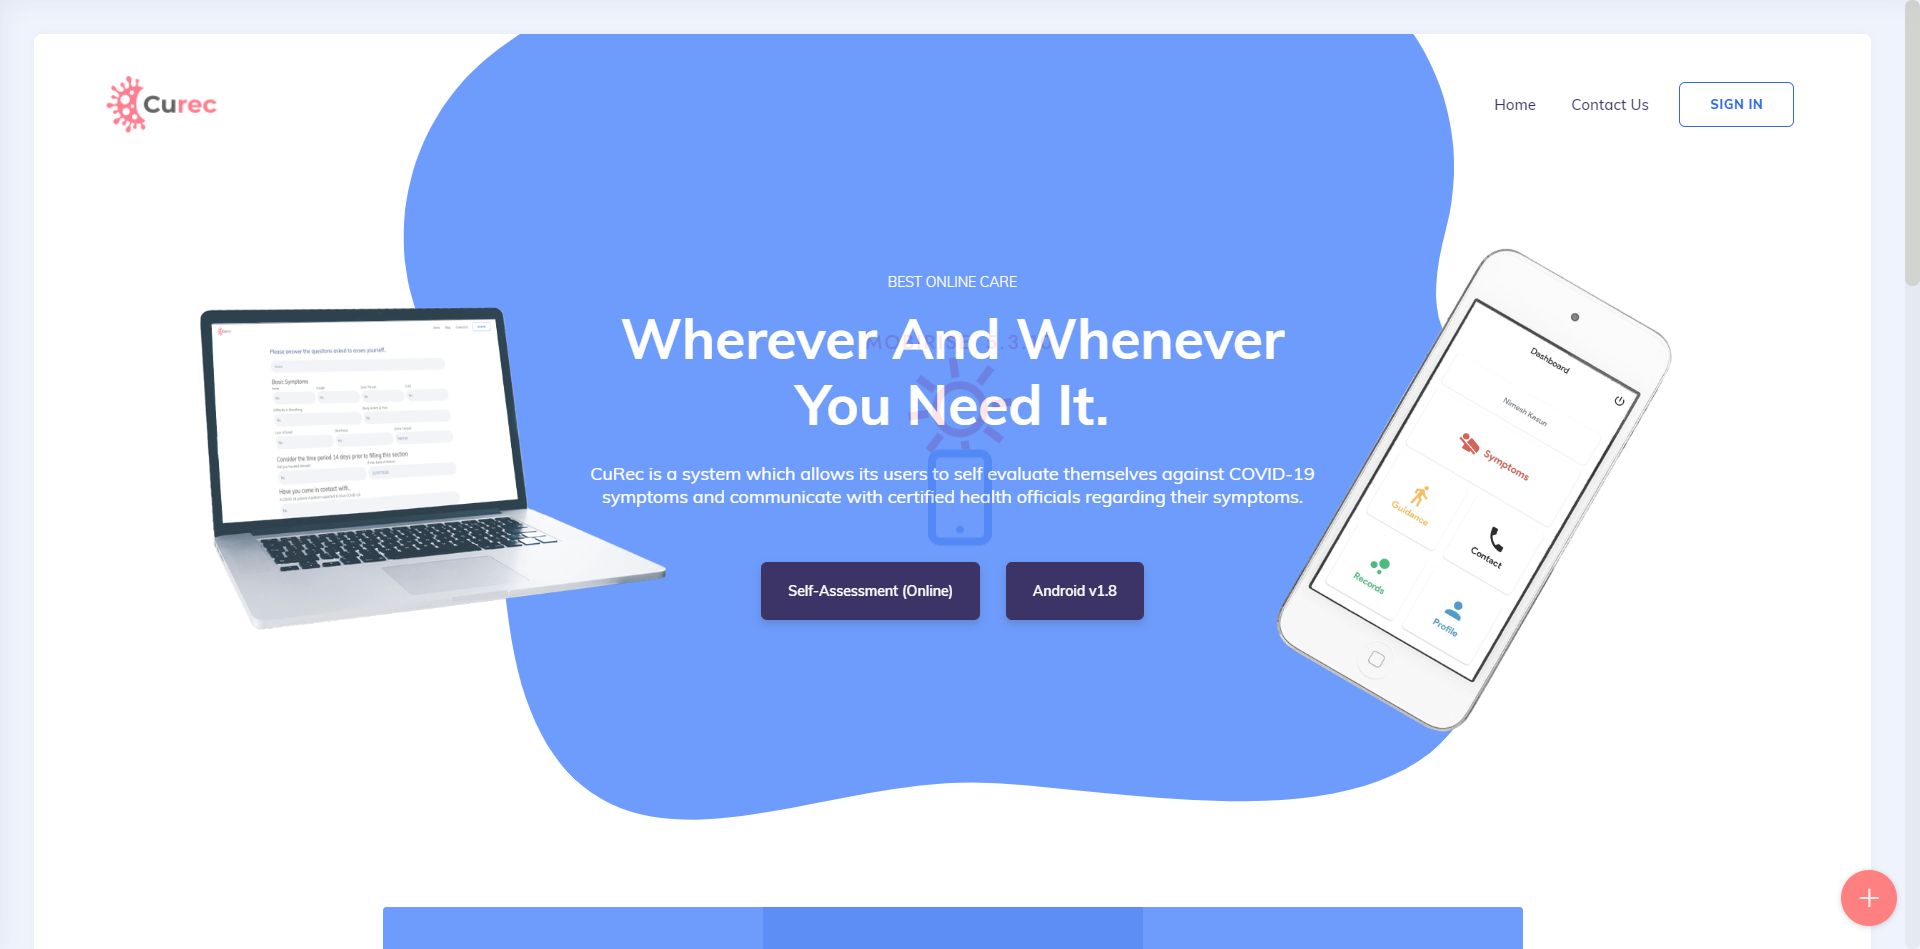 Curec
Home
Contact Us
SIGN IN
BEST ONLINE CARE
Wherever And Whenever
You Need It.
CuRec is a system which allows its users to self evaluate themselves against COVID-19
symptoms and communicate with certified health officials regarding their symptoms.
Self-Assessment (Online)
Android v1.8
Please answer the questions asked to asses yourself.
Basic Symptoms
Consider the time period 14 days prior to filling this section
Have you come in contact with..
Dashboard
Nimesh Kasun
Symptoms
Guidance
Contact
Records
Profile